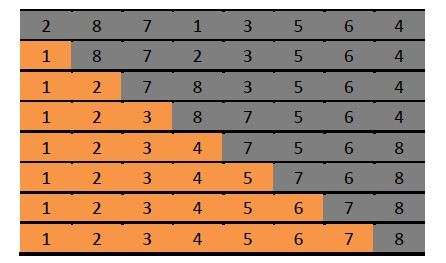 2 8 7 1 3 5 6 4
1 8 7 2 3 5 6 4
1 2 7 8 3 5 6 4
1 2 3 8 7 5 6 4
1 2 3 4 7 5 6 8
1 2 3 4 5 7 6 8
1 2 3 4 5 6 7 8
1 2 3 4 5 6 7 8